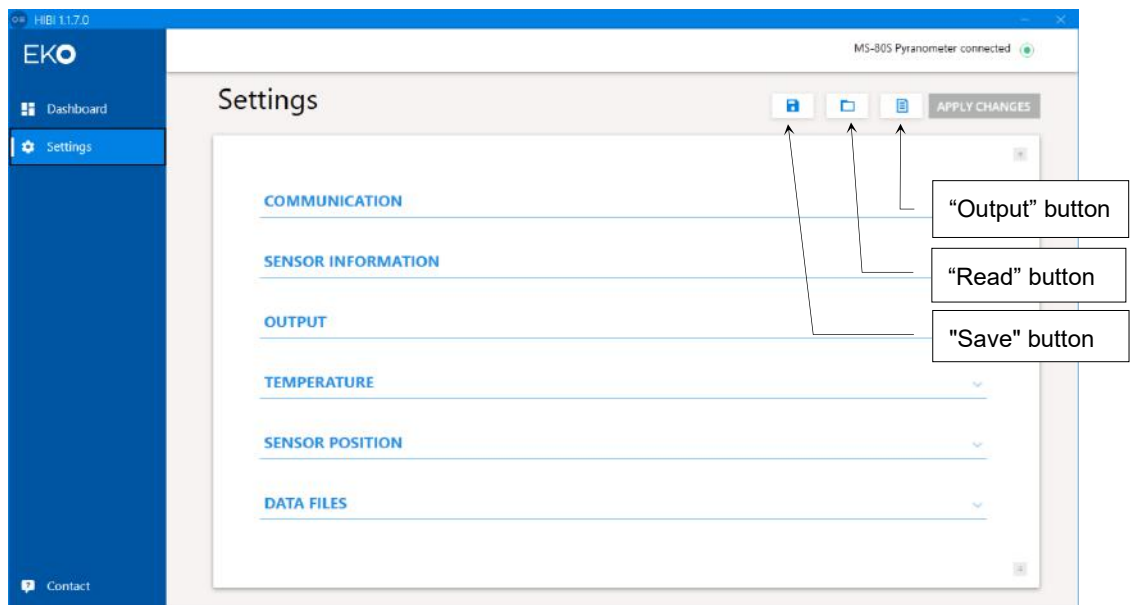 HIBI 1.1.7.0
EKO
MS-80S Pyranometer connected
Dashboard
Settings
Contact
Settings
APPLY CHANGES
COMMUNICATION
SENSOR INFORMATION
OUTPUT
TEMPERATURE
SENSOR POSITION
DATA FILES
“Output” button
“Read” button
"Save" button